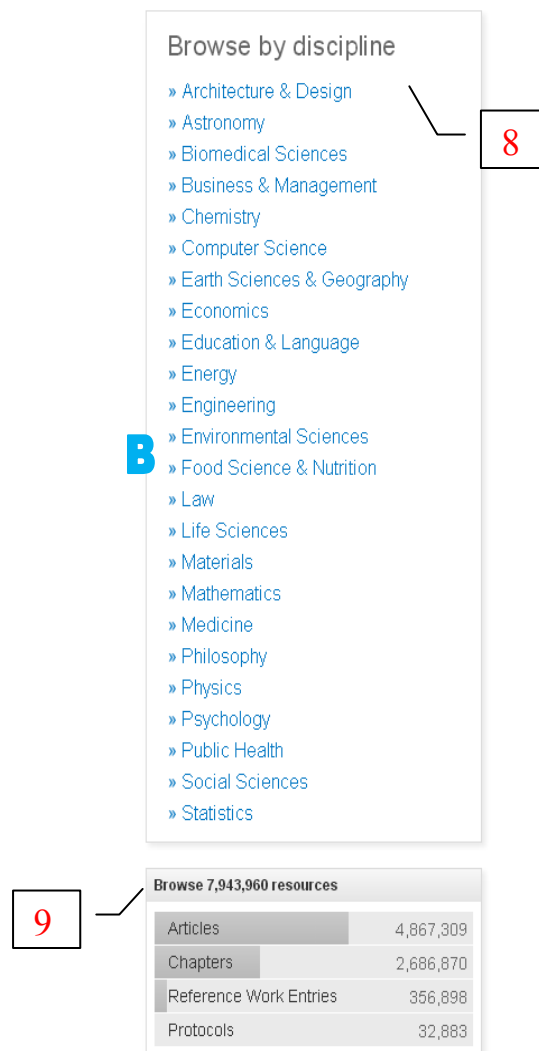 Browse by discipline
» Architecture & Design
8
» Astronomy
» Biomedical Sciences
» Business & Management
» Chemistry
» Computer Science
» Earth Sciences & Geography
» Economics
» Education & Language
» Energy
» Engineering
» Environmental Sciences
B
» Food Science & Nutrition
» Law
» Life Sciences
» Materials
» Mathematics
» Medicine
» Philosophy
» Physics
» Psychology
» Public Health
» Social Sciences
» Statistics
Browse 7,943,960 resources
9
Articles 4,867,309
Chapters 2,686,870
Reference Work Entries 356,898
Protocols 32,883